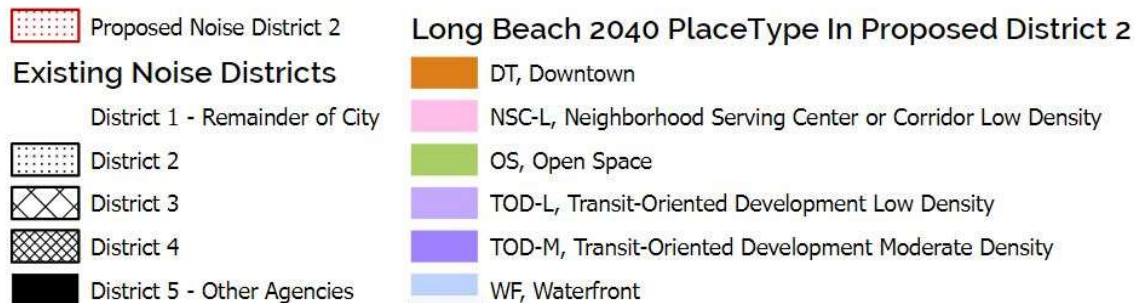 Proposed Noise District 2
Existing Noise Districts
District 1 - Remainder of City
District 2
District 3
District 4
District 5 - Other Agencies
Long Beach 2040 PlaceType In Proposed District 2
DT, Downtown
NSC-L, Neighborhood Serving Center or Corridor Low Density
OS, Open Space
TOD-L, Transit-Oriented Development Low Density
TOD-M, Transit-Oriented Development Moderate Density
WF, Waterfront